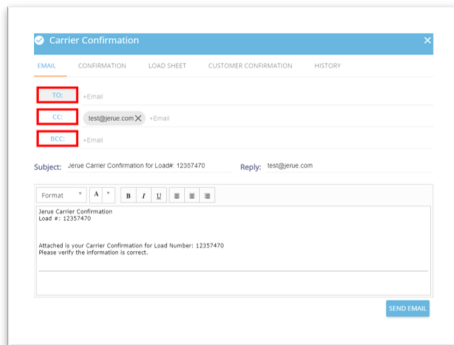 Carrier Confirmation
EMAIL CONFIRMATION LOAD SHEET CUSTOMER CONFIRMATION HISTORY
TO: +Email
CC: test@jerue.com +Email
BCC: +Email
Subject: Jerue Carrier Confirmation for Load#: 12357470 Reply: test@jerue.com
Format A B I U
Jerue Carrier Confirmation
Load #: 12357470
Attached is your Carrier Confirmation for Load Number: 12357470
Please verify the information is correct.
SEND EMAIL